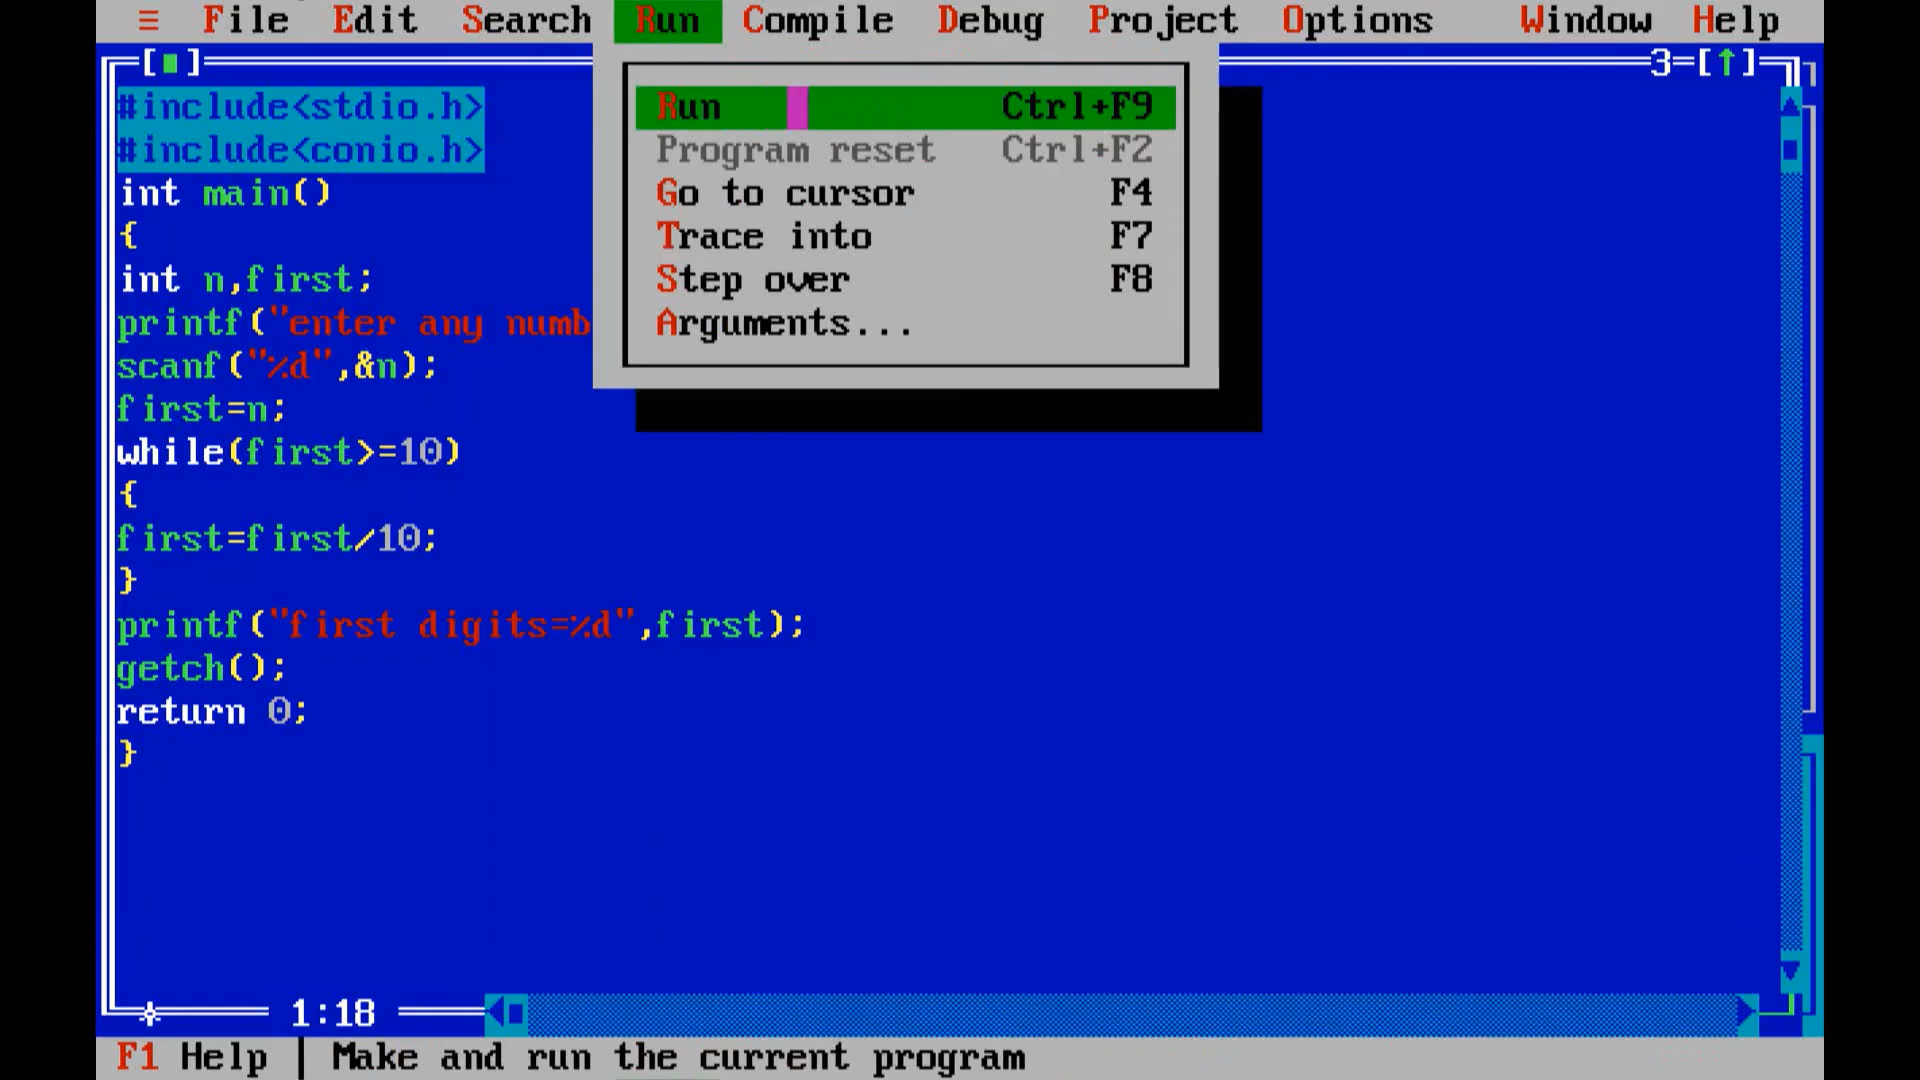 ≡ File Edit Search Run Compile Debug Project Options Window Help
[■] 3=[↑]
Run Ctrl+F9
Program reset Ctrl+F2
Go to cursor F4
Trace into F7
Step over F8
Arguments...
#include<stdio.h>
#include<conio.h>
int main()
{
int n,first;
printf("enter any numb
scanf("%d",&n);
first=n;
while(first>=10)
{
first=first/10;
}
printf("first digits=%d",first);
getch();
return 0;
}
1:18
F1 Help | Make and run the current program